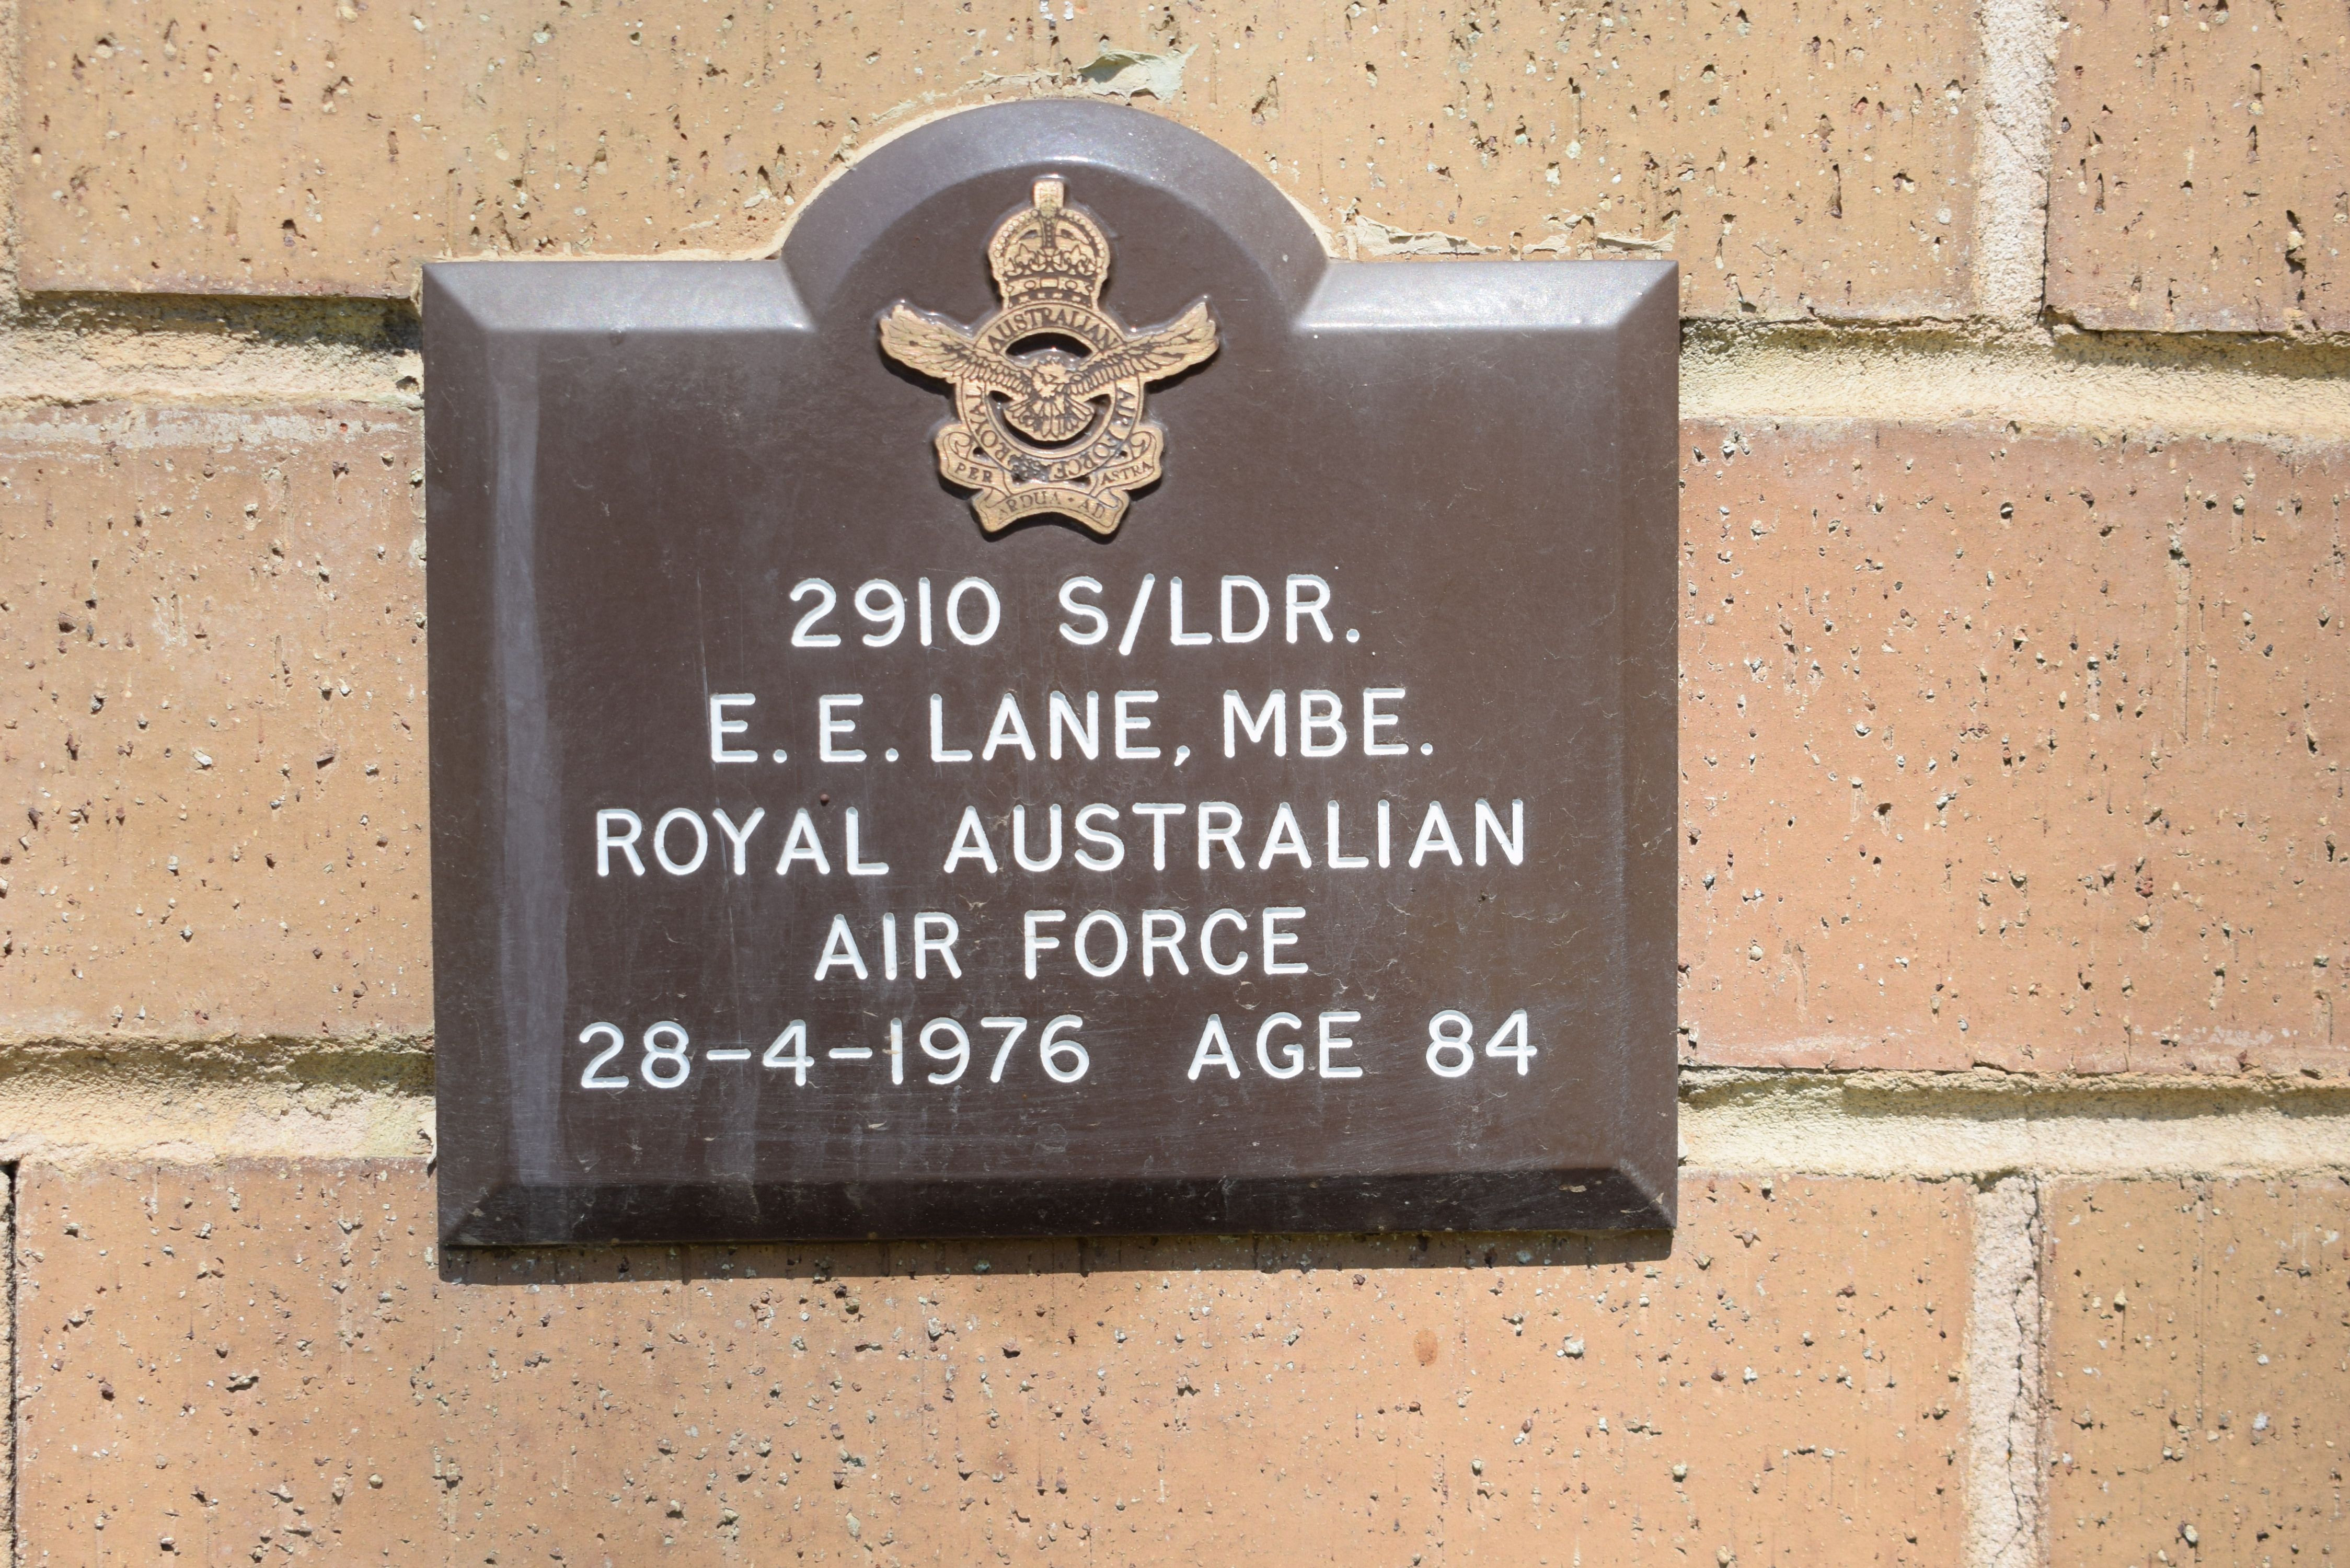 ROYAL AUSTRALIAN AIR FORCE
PER ARDUA · AD ASTRA
2910 S/LDR.
E. E. LANE, MBE.
ROYAL AUSTRALIAN
AIR FORCE
28-4-1976 AGE 84